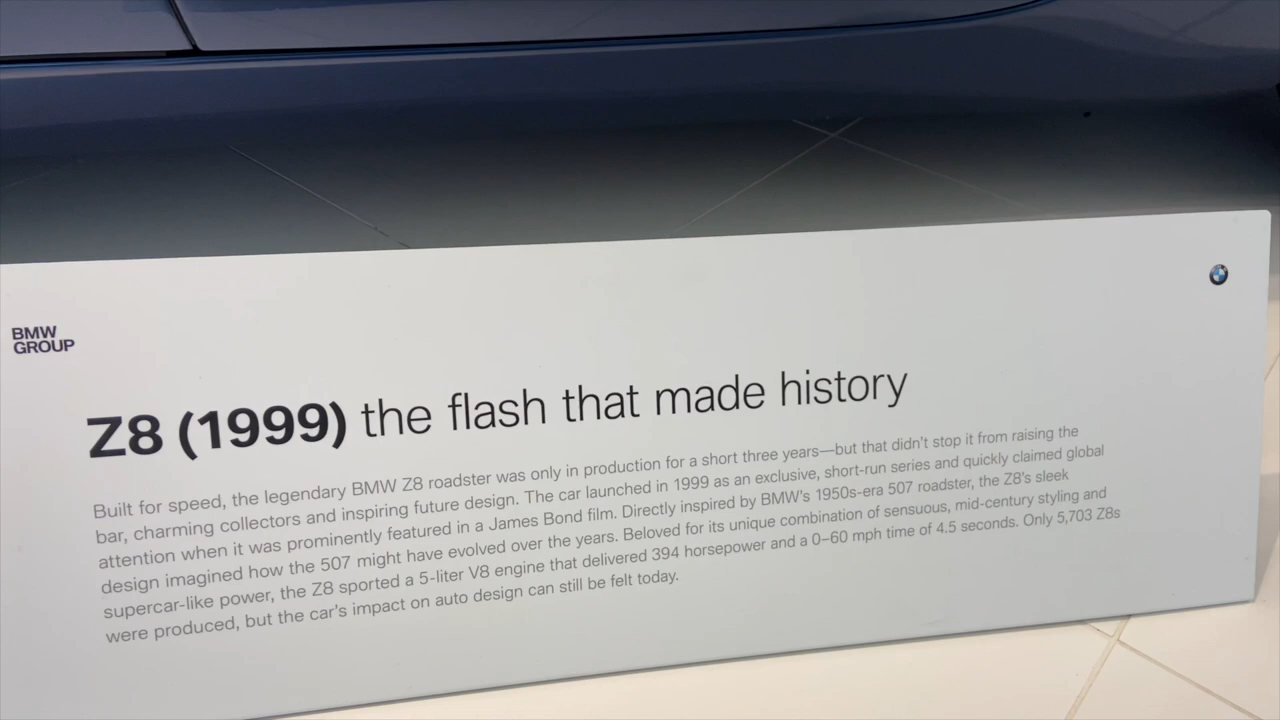 BMW
GROUP
Z8 (1999) the flash that made history
Built for speed, the legendary BMW Z8 roadster was only in production for a short three years—but that didn't stop it from raising the
bar, charming collectors and inspiring future design. The car launched in 1999 as an exclusive, short-run series and quickly claimed global
attention when it was prominently featured in a James Bond film. Directly inspired by BMW's 1950s-era 507 roadster, the Z8's sleek
design imagined how the 507 might have evolved over the years. Beloved for its unique combination of sensuous, mid-century styling and
supercar-like power, the Z8 sported a 5-liter V8 engine that delivered 394 horsepower and a 0–60 mph time of 4.5 seconds. Only 5,703 Z8s
were produced, but the car's impact on auto design can still be felt today.